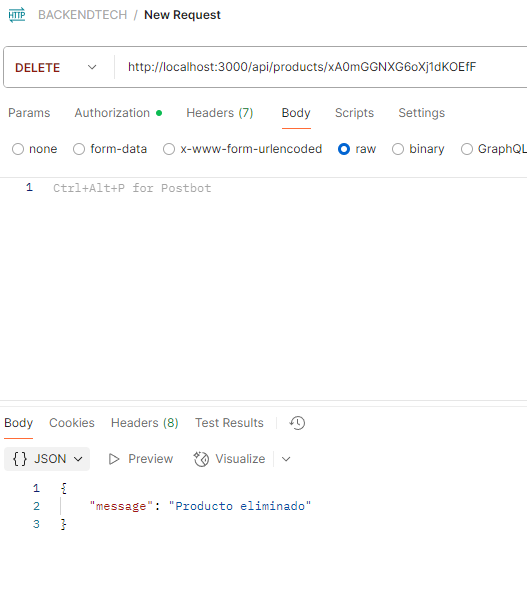 HTTP BACKENDTECH / New Request
DELETE http://localhost:3000/api/products/xA0mGGNXG6oXj1dKOEfF
Params Authorization Headers (7) Body Scripts Settings
none form-data x-www-form-urlencoded raw binary GraphQL
1 Ctrl+Alt+P for Postbot
Body Cookies Headers (8) Test Results
{} JSON Preview Visualize
1 {
2 "message": "Producto eliminado"
3 }